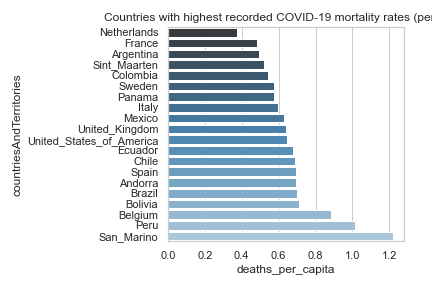 Countries with highest recorded COVID-19 mortality rates (per
countriesAndTerritories
Netherlands
France
Argentina
Sint_Maarten
Colombia
Sweden
Panama
Italy
Mexico
United_Kingdom
United_States_of_America
Ecuador
Chile
Spain
Andorra
Brazil
Bolivia
Belgium
Peru
San_Marino
0.0 0.2 0.4 0.6 0.8 1.0 1.2
deaths_per_capita